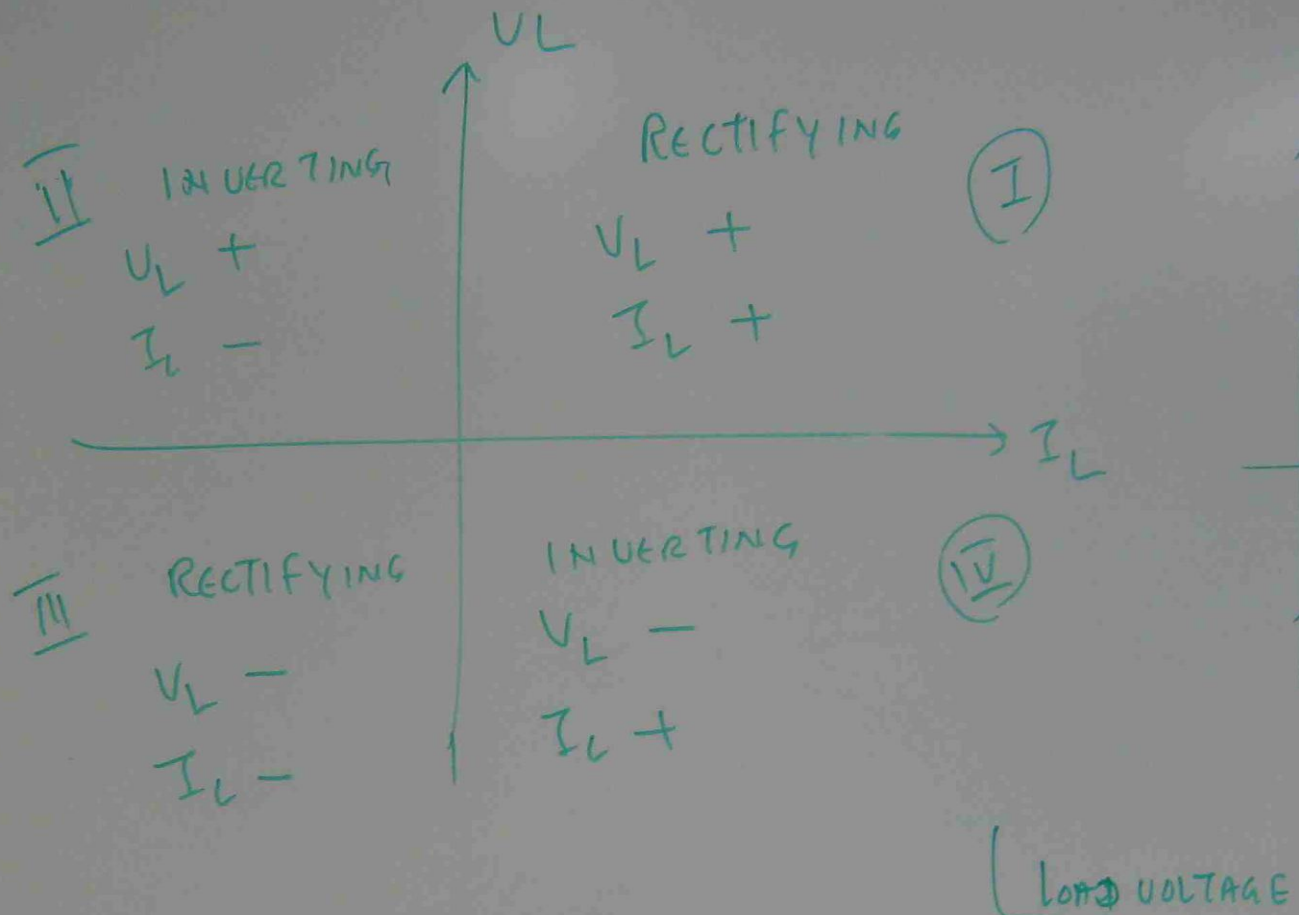 VL
II INVERTING
VL +
IL -
RECTIFYING I
VL +
IL +
IL
III RECTIFYING
VL -
IL -
INVERTING IV
VL -
IL +
(LOAD VOLTAGE